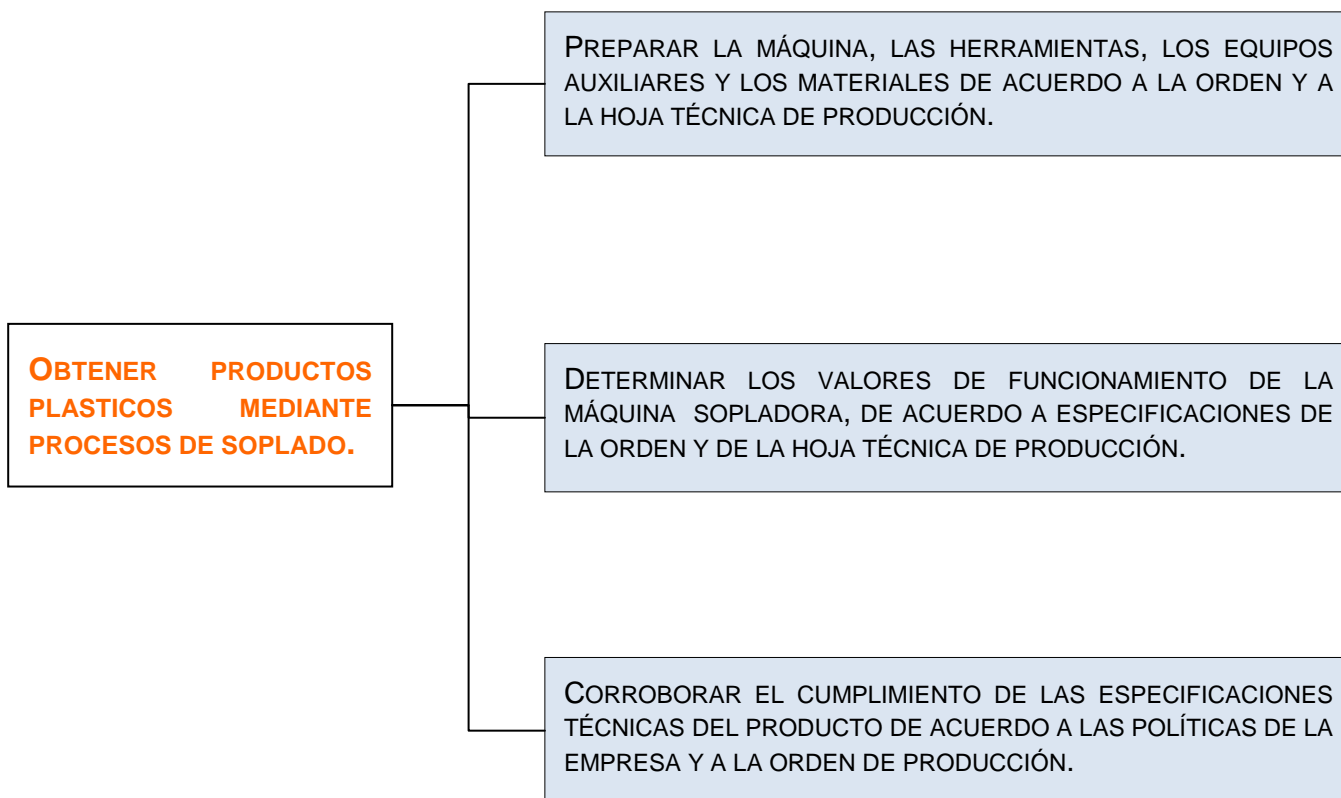 PREPARAR LA MÁQUINA, LAS HERRAMIENTAS, LOS EQUIPOS
AUXILIARES Y LOS MATERIALES DE ACUERDO A LA ORDEN Y A
LA HOJA TÉCNICA DE PRODUCCIÓN.
OBTENER PRODUCTOS
PLASTICOS MEDIANTE
PROCESOS DE SOPLADO.
DETERMINAR LOS VALORES DE FUNCIONAMIENTO DE LA
MÁQUINA SOPLADORA, DE ACUERDO A ESPECIFICACIONES DE
LA ORDEN Y DE LA HOJA TÉCNICA DE PRODUCCIÓN.
CORROBORAR EL CUMPLIMIENTO DE LAS ESPECIFICACIONES
TÉCNICAS DEL PRODUCTO DE ACUERDO A LAS POLÍTICAS DE LA
EMPRESA Y A LA ORDEN DE PRODUCCIÓN.